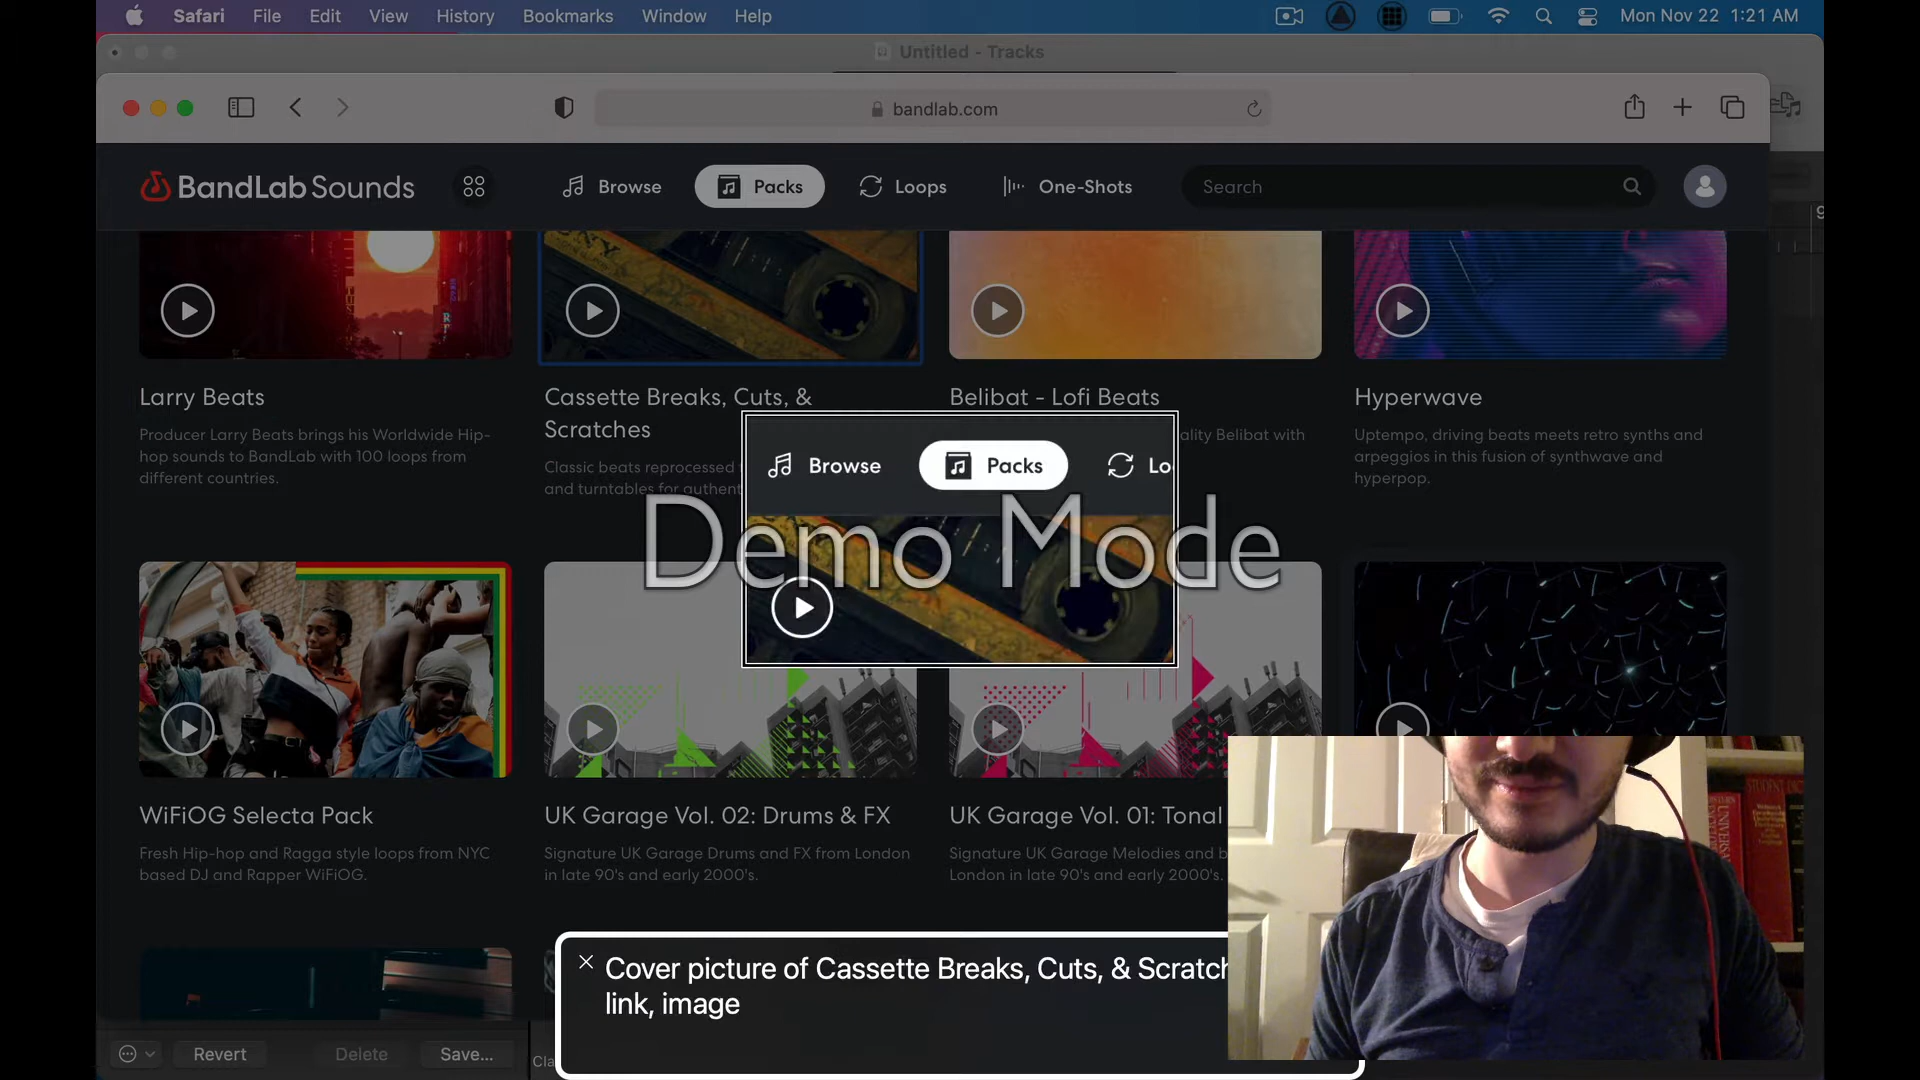 Safari File Edit View History Bookmarks Window Help Mon Nov 22 1:21 AM
Untitled - Tracks
bandlab.com
BandLab Sounds Browse Packs Loops One-Shots Search
Larry Beats
Producer Larry Beats brings his Worldwide Hip-
hop sounds to BandLab with 100 loops from
different countries.
Cassette Breaks, Cuts, &
Scratches
Classic beats reprocessed
and turntables for
Belibat - Lofi Beats
Belibat with
Hyperwave
Uptempo, driving beats meets retro synths and
arpeggios in this fusion of synthwave and
hyperpop.
Browse Packs Lo
Demo Mode
WiFiOG Selecta Pack
Fresh Hip-hop and Ragga style loops from NYC
based DJ and Rapper WiFiOG.
UK Garage Vol. 02: Drums & FX
Signature UK Garage Drums and FX from London
in late 90's and early 2000's.
UK Garage Vol. 01: Tonal
Signature UK Garage Melodies and b
London in late 90's and early 2000's.
Cover picture of Cassette Breaks, Cuts, & Scratch
link, image
Revert Delete Save...
Cla